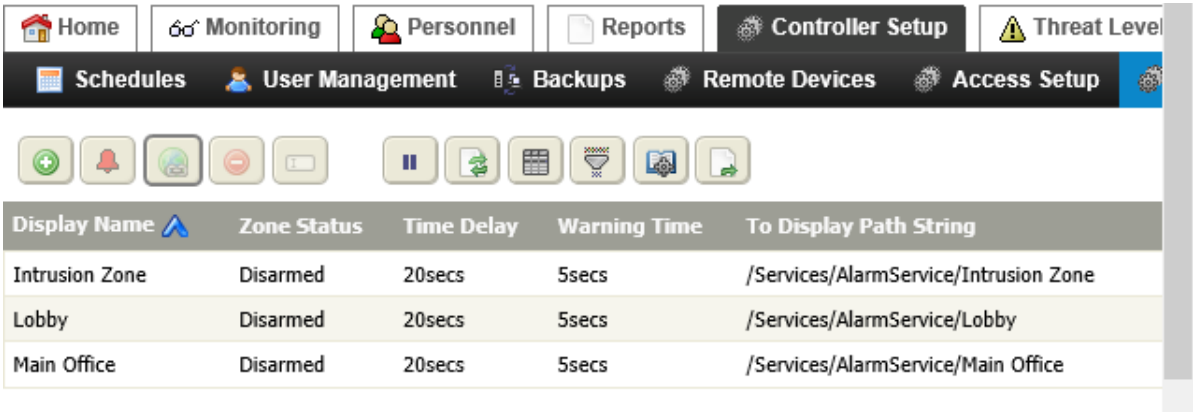 Home Monitoring Personnel Reports Controller Setup Threat Level
Schedules User Management Backups Remote Devices Access Setup
Display Name Zone Status Time Delay Warning Time To Display Path String
Intrusion Zone Disarmed 20secs 5secs /Services/AlarmService/Intrusion Zone
Lobby Disarmed 20secs 5secs /Services/AlarmService/Lobby
Main Office Disarmed 20secs 5secs /Services/AlarmService/Main Office